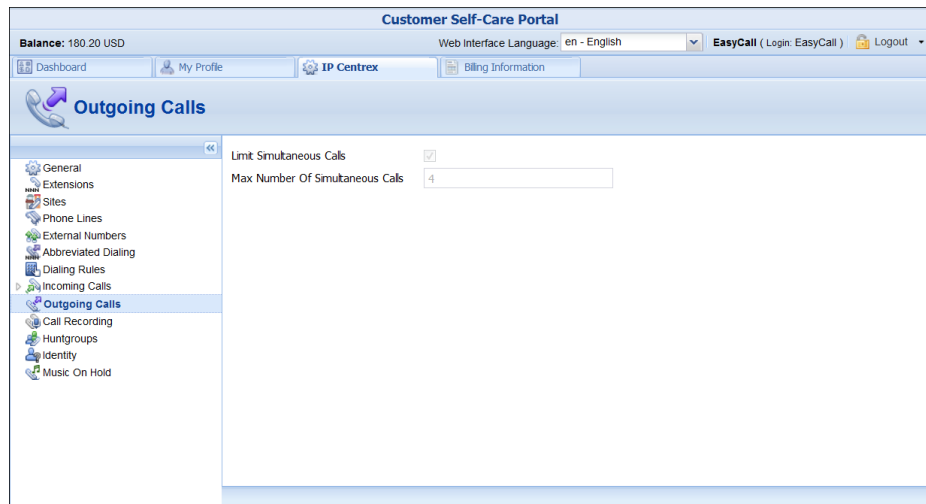 Customer Self-Care Portal
Balance: 180.20 USD Web Interface Language: en - English EasyCall ( Login: EasyCall ) Logout
Dashboard My Profile IP Centrex Billing Information
Outgoing Calls
Limit Simultaneous Calls
Max Number Of Simultaneous Calls 4
General
NNN Extensions
Sites
Phone Lines
External Numbers
NNN Abbreviated Dialing
Dialing Rules
Incoming Calls
Outgoing Calls
Call Recording
Huntgroups
Identity
Music On Hold